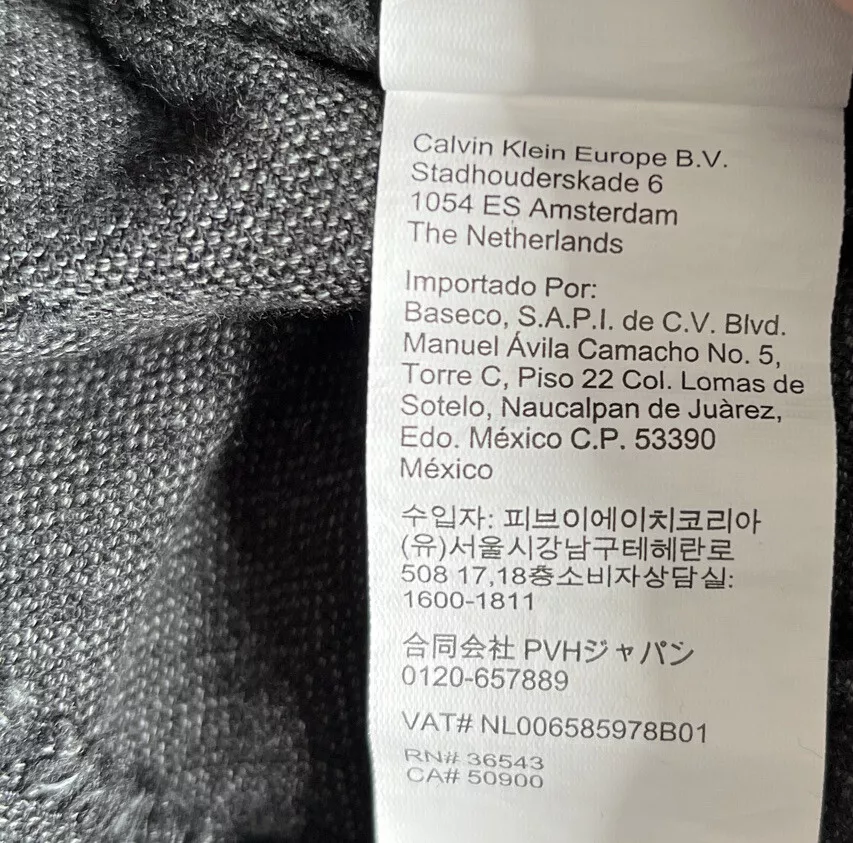 Calvin Klein Europe B.V.
Stadhouderskade 6
1054 ES Amsterdam
The Netherlands
Importado Por:
Baseco, S.A.P.I. de C.V. Blvd.
Manuel Ávila Camacho No. 5,
Torre C, Piso 22 Col. Lomas de
Sotelo, Naucalpan de Juàrez,
Edo. México C.P. 53390
México
수입자: 피브이에이치코리아
(유)서울시강남구테헤란로
508 17,18층소비자상담실:
1600-1811
合同会社 PVHジャパン
0120-657889
VAT# NL006585978B01
RN# 36543
CA# 50900